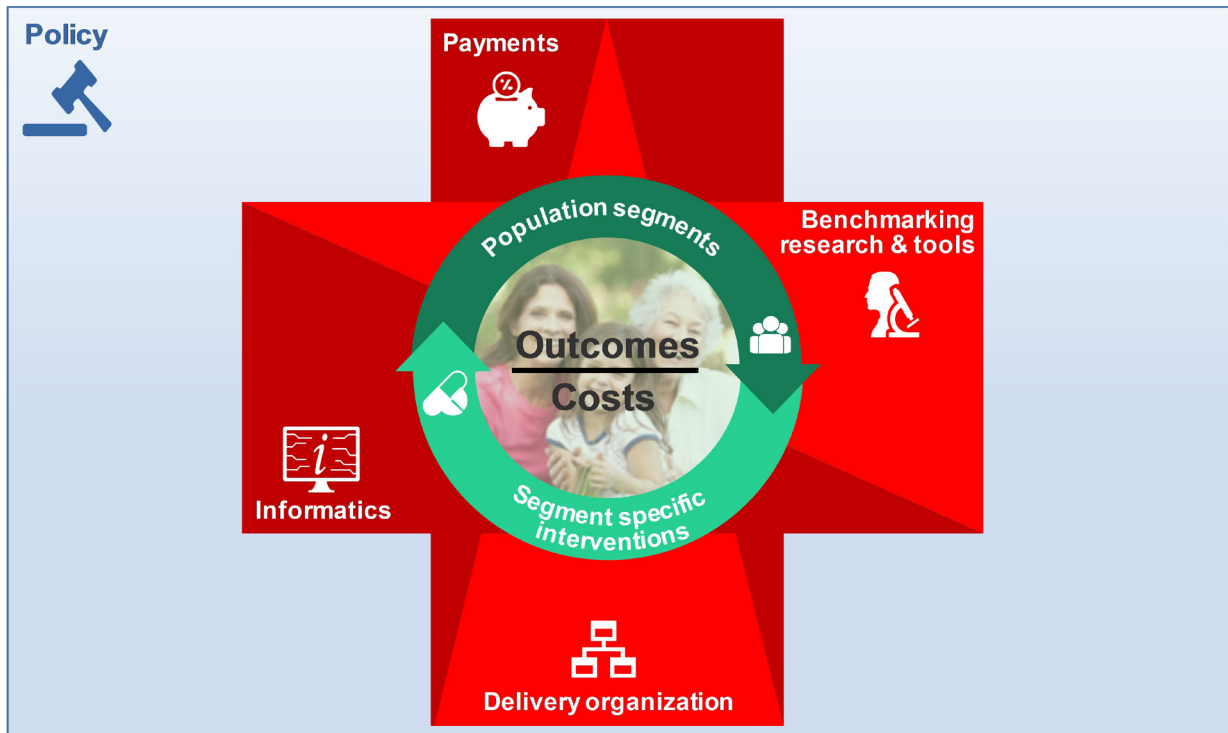 Policy
Payments
%
Benchmarking
research & tools
Population segments
Outcomes
Costs
i
Informatics
Segment specific
interventions
Delivery organization